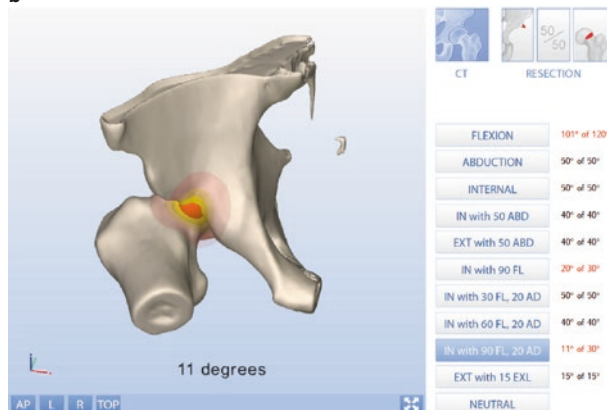 50/50
CT RESECTION
FLEXION 101° of 120°
ABDUCTION 50° of 50°
INTERNAL 50° of 50°
IN with 50 ABD 40° of 40°
EXT with 50 ABD 40° of 40°
IN with 90 FL 20° of 30°
IN with 30 FL, 20 AD 50° of 50°
IN with 60 FL, 20 AD 40° of 40°
IN with 90 FL, 20 AD 11° of 30°
EXT with 15 EXL 15° of 15°
NEUTRAL
11 degrees
AP L R TOP